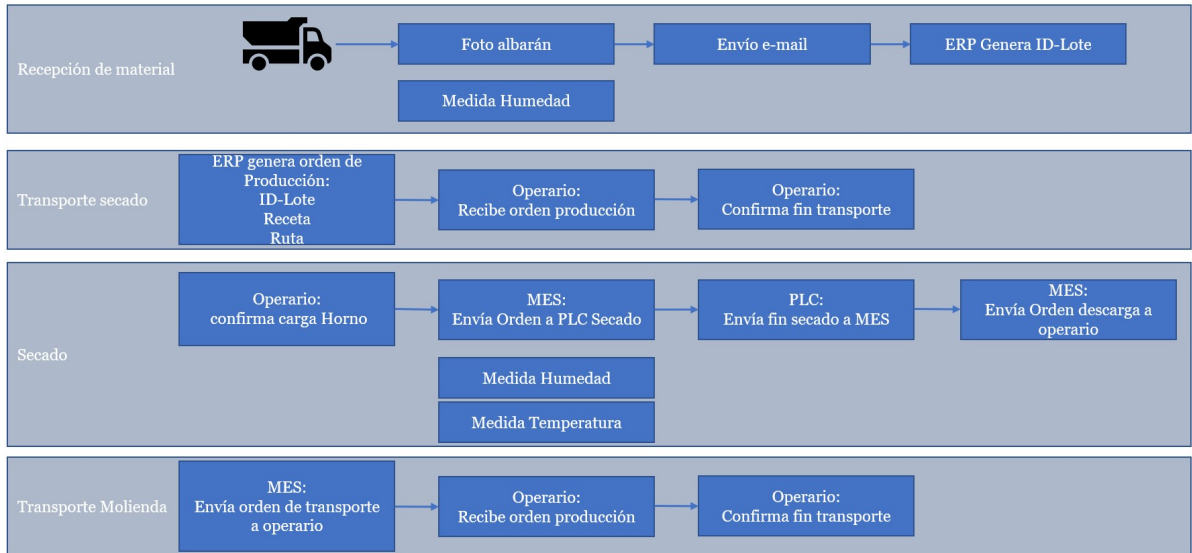 Recepción de material
Foto albarán
Envío e-mail
ERP Genera ID-Lote
Medida Humedad
Transporte secado
ERP genera orden de
Producción:
ID-Lote
Receta
Ruta
Operario:
Recibe orden producción
Operario:
Confirma fin transporte
Secado
Operario:
confirma carga Horno
MES:
Envía Orden a PLC Secado
PLC:
Envía fin secado a MES
MES:
Envía Orden descarga a
operario
Medida Humedad
Medida Temperatura
Transporte Molienda
MES:
Envía orden de transporte
a operario
Operario:
Recibe orden producción
Operario:
Confirma fin transporte